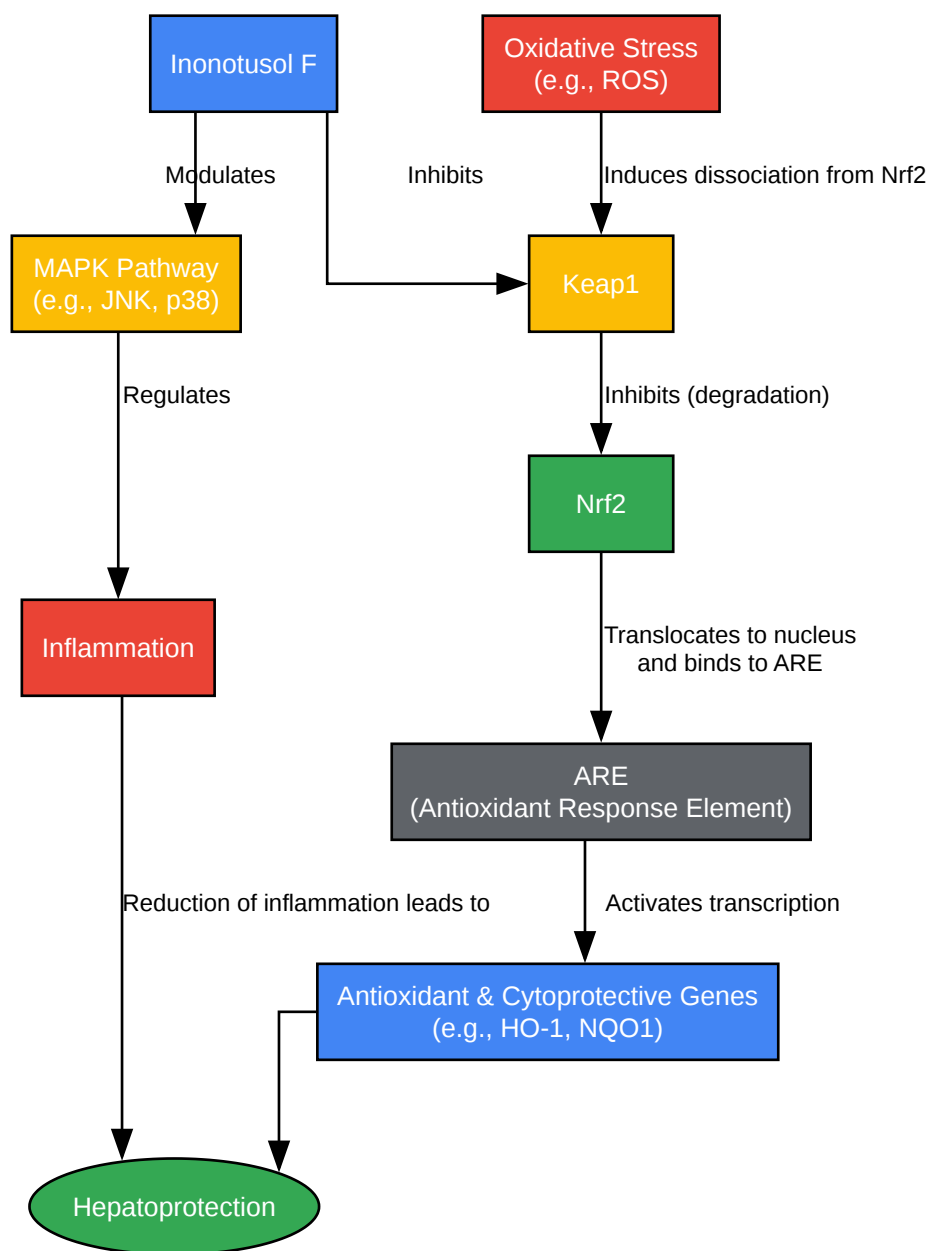 Inonotusol F
Oxidative Stress
(e.g., ROS)
Modulates
Inhibits
Induces dissociation from Nrf2
MAPK Pathway
(e.g., JNK, p38)
Keap1
Regulates
Inhibits (degradation)
Nrf2
Inflammation
Translocates to nucleus
and binds to ARE
ARE
(Antioxidant Response Element)
Reduction of inflammation leads to
Activates transcription
Antioxidant & Cytoprotective Genes
(e.g., HO-1, NQO1)
Hepatoprotection